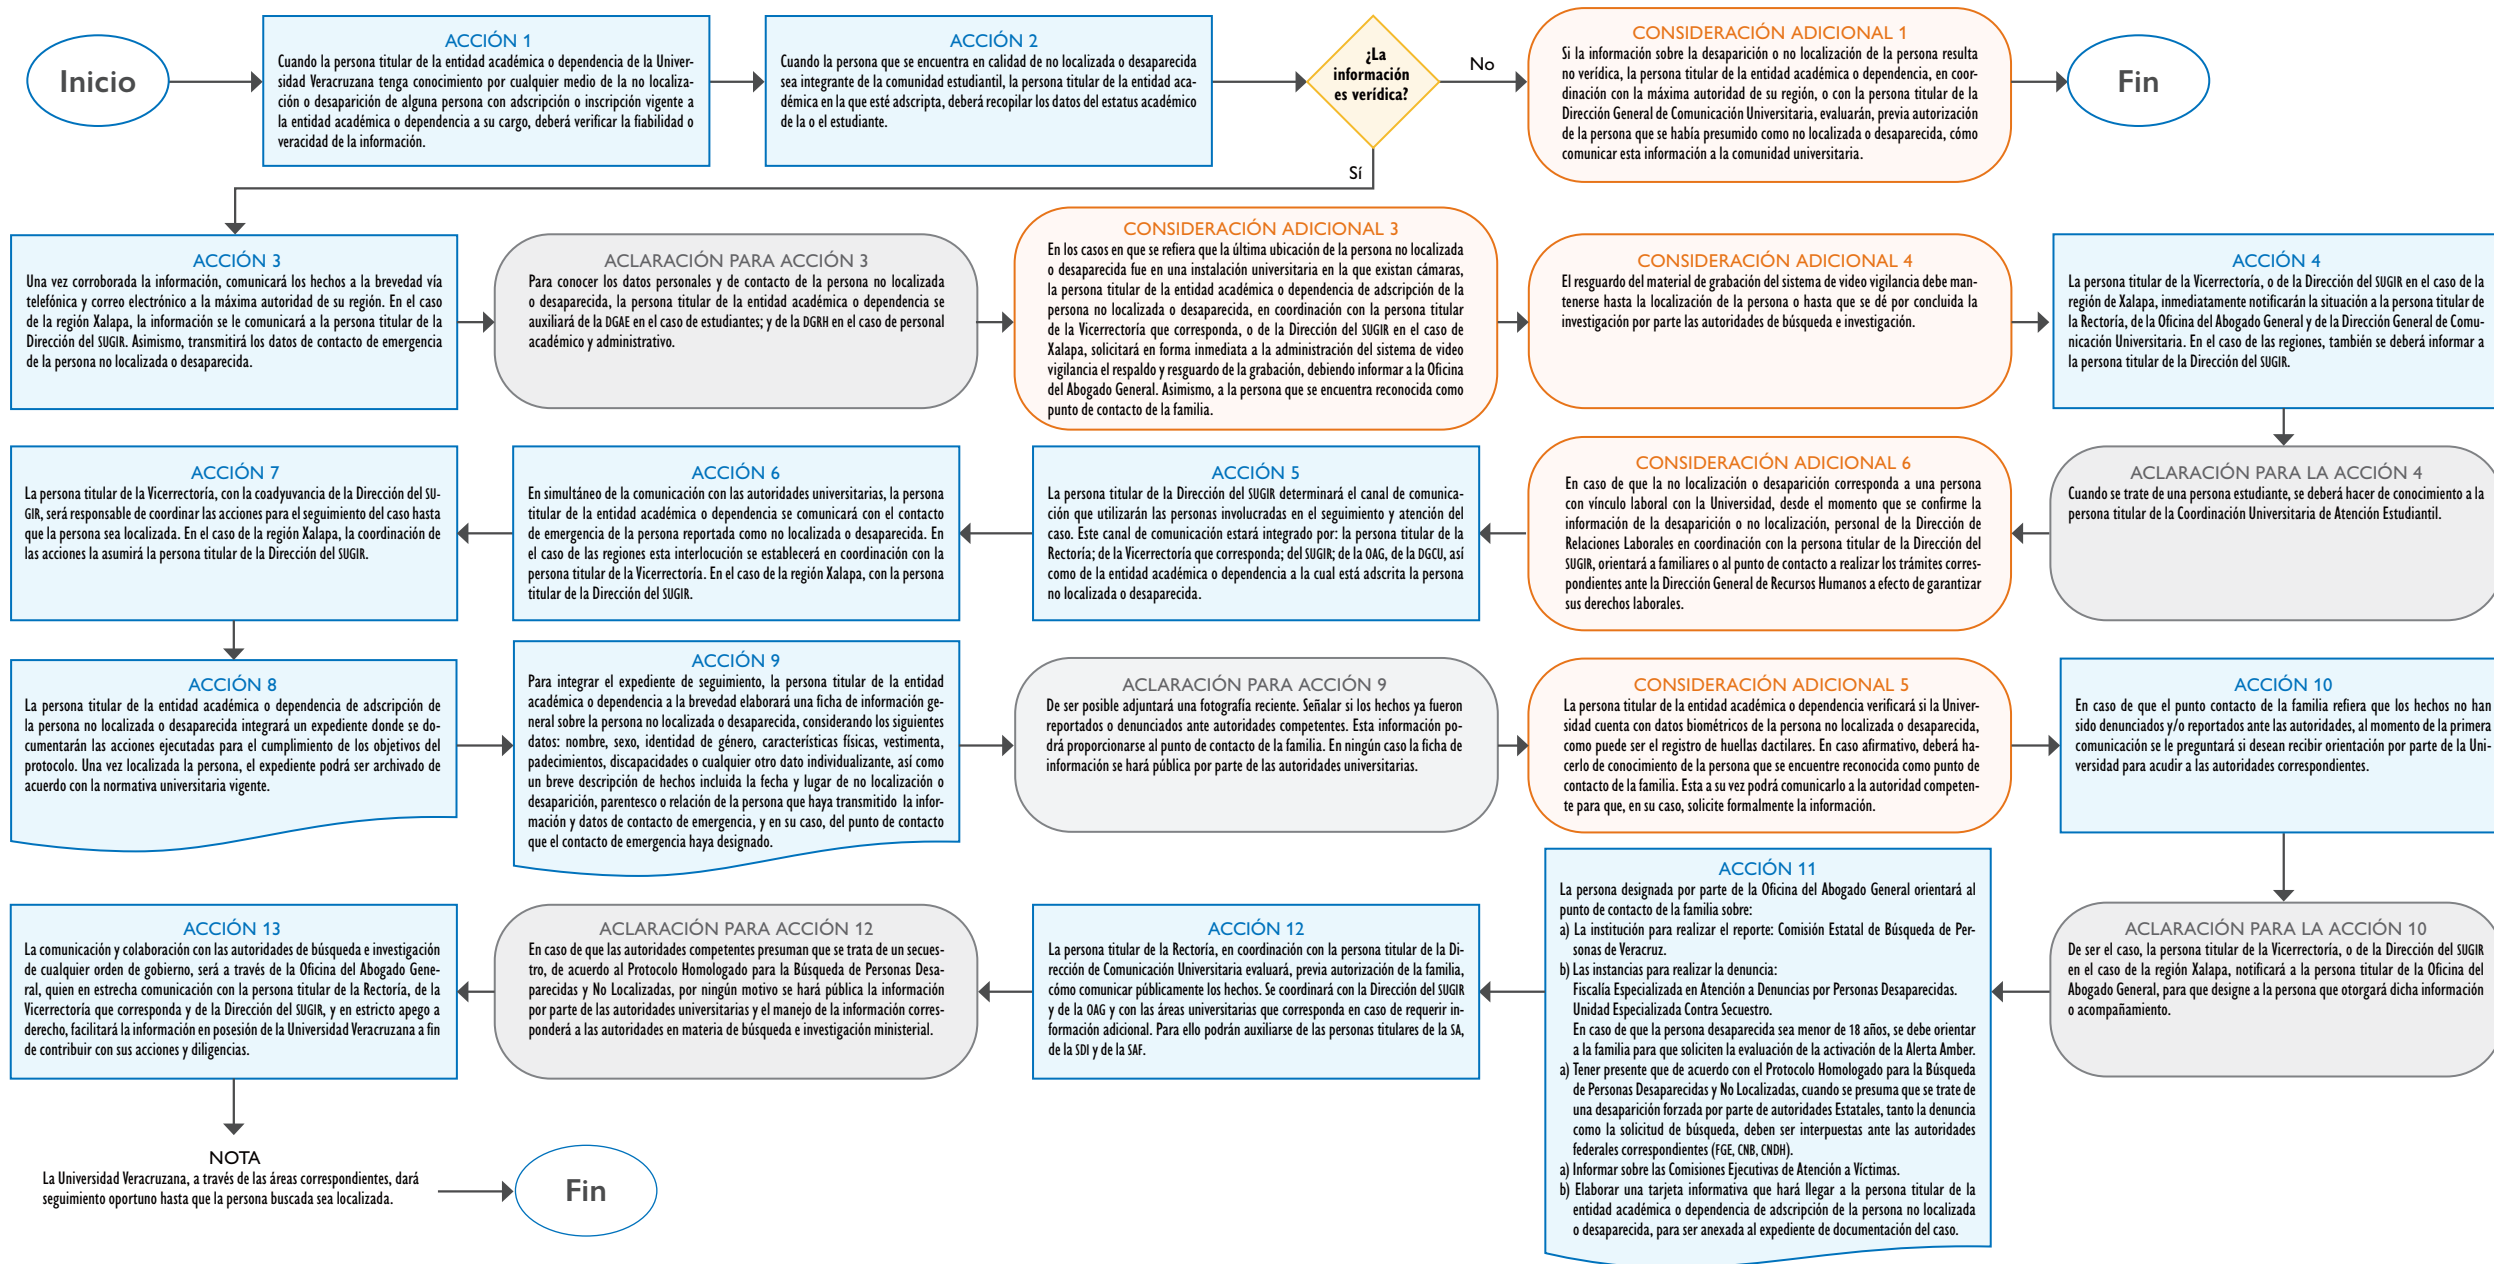 Inicio
ACCIÓN 1
Cuando la persona titular de la entidad académica o dependencia de la Univer-
sidad Veracruzana tenga conocimiento por cualquier medio de la no localiza-
ción o desaparición de alguna persona con adscripción o inscripción vigente a
la entidad académica o dependencia a su cargo, deberá verificar la fiabilidad o
veracidad de la información.
ACCIÓN 2
Cuando la persona que se encuentra en calidad de no localizada o desaparecida
sea integrante de la comunidad estudiantil, la persona titular de la entidad aca-
démica en la que esté adscripta, deberá recopilar los datos del estatus académico
de la o el estudiante.
¿La
información
es verídica?
No
Sí
CONSIDERACIÓN ADICIONAL 1
Si la información sobre la desaparición o no localización de la persona resulta
no verídica, la persona titular de la entidad académica o dependencia, en coor-
dinación con la máxima autoridad de su región, o con la persona titular de la
Dirección General de Comunicación Universitaria, evaluarán, previa autorización
de la persona que se había presumido como no localizada o desaparecida, cómo
comunicar esta información a la comunidad universitaria.
Fin
ACCIÓN 3
Una vez corroborada la información, comunicará los hechos a la brevedad vía
telefónica y correo electrónico a la máxima autoridad de su región. En el caso
de la región Xalapa, la información se le comunicará a la persona titular de la
Dirección del SUGIR. Asimismo, transmitirá los datos de contacto de emergencia
de la persona no localizada o desaparecida.
ACLARACIÓN PARA ACCIÓN 3
Para conocer los datos personales y de contacto de la persona no localizada
o desaparecida, la persona titular de la entidad académica o dependencia se
auxiliará de la DGAE en el caso de estudiantes; y de la DGRH en el caso de personal
académico y administrativo.
CONSIDERACIÓN ADICIONAL 3
En los casos en que se refiera que la última ubicación de la persona no localizada
o desaparecida fue en una instalación universitaria en la que existan cámaras,
la persona titular de la entidad académica o dependencia de adscripción de la
persona no localizada o desaparecida, en coordinación con la persona titular
de la Vicerrectoría que corresponda, o de la Dirección del SUGIR en el caso de
Xalapa, solicitará en forma inmediata a la administración del sistema de video
vigilancia el respaldo y resguardo de la grabación, debiendo informar a la Oficina
del Abogado General. Asimismo, a la persona que se encuentra reconocida como
punto de contacto de la familia.
CONSIDERACIÓN ADICIONAL 4
El resguardo del material de grabación del sistema de video vigilancia debe man-
tenerse hasta la localización de la persona o hasta que se dé por concluida la
investigación por parte las autoridades de búsqueda e investigación.
ACCIÓN 4
La persona titular de la Vicerrectoría, o de la Dirección del SUGIR en el caso de la
región de Xalapa, inmediatamente notificarán la situación a la persona titular de
la Rectoría, de la Oficina del Abogado General y de la Dirección General de Comu-
nicación Universitaria. En el caso de las regiones, también se deberá informar a
la persona titular de la Dirección del SUGIR.
ACCIÓN 7
La persona titular de la Vicerrectoría, con la coadyuvancia de la Dirección del SU-
GIR, será responsable de coordinar las acciones para el seguimiento del caso hasta
que la persona sea localizada. En el caso de la región Xalapa, la coordinación de
las acciones la asumirá la persona titular de la Dirección del SUGIR.
ACCIÓN 6
En simultáneo de la comunicación con las autoridades universitarias, la persona
titular de la entidad académica o dependencia se comunicará con el contacto
de emergencia de la persona reportada como no localizada o desaparecida. En
el caso de las regiones esta interlocución se establecerá en coordinación con la
persona titular de la Vicerrectoría. En el caso de la región Xalapa, con la persona
titular de la Dirección del SUGIR.
ACCIÓN 5
La persona titular de la Dirección del SUGIR determinará el canal de comunica-
ción que utilizarán las personas involucradas en el seguimiento y atención del
caso. Este canal de comunicación estará integrado por: la persona titular de la
Rectoría; de la Vicerrectoría que corresponda; del SUGIR; de la OAG, de la DGCU, así
como de la entidad académica o dependencia a la cual está adscrita la persona
no localizada o desaparecida.
CONSIDERACIÓN ADICIONAL 6
En caso de que la no localización o desaparición corresponda a una persona
con vínculo laboral con la Universidad, desde el momento que se confirme la
información de la desaparición o no localización, personal de la Dirección de
Relaciones Laborales en coordinación con la persona titular de la Dirección del
SUGIR, orientará a familiares o al punto de contacto a realizar los trámites corres-
pondientes ante la Dirección General de Recursos Humanos a efecto de garantizar
sus derechos laborales.
ACLARACIÓN PARA LA ACCIÓN 4
Cuando se trate de una persona estudiante, se deberá hacer de conocimiento a la
persona titular de la Coordinación Universitaria de Atención Estudiantil.
ACCIÓN 8
La persona titular de la entidad académica o dependencia de adscripción de
la persona no localizada o desaparecida integrará un expediente donde se do-
cumentarán las acciones ejecutadas para el cumplimiento de los objetivos del
protocolo. Una vez localizada la persona, el expediente podrá ser archivado de
acuerdo con la normativa universitaria vigente.
ACCIÓN 9
Para integrar el expediente de seguimiento, la persona titular de la entidad
académica o dependencia a la brevedad elaborará una ficha de información ge-
neral sobre la persona no localizada o desaparecida, considerando los siguientes
datos: nombre, sexo, identidad de género, características físicas, vestimenta,
padecimientos, discapacidades o cualquier otro dato individualizante, así como
un breve descripción de hechos incluida la fecha y lugar de no localización o
desaparición, parentesco o relación de la persona que haya transmitido la infor-
mación y datos de contacto de emergencia, y en su caso, del punto de contacto
que el contacto de emergencia haya designado.
ACLARACIÓN PARA ACCIÓN 9
De ser posible adjuntará una fotografía reciente. Señalar si los hechos ya fueron
reportados o denunciados ante autoridades competentes. Esta información po-
drá proporcionarse al punto de contacto de la familia. En ningún caso la ficha de
información se hará pública por parte de las autoridades universitarias.
CONSIDERACIÓN ADICIONAL 5
La persona titular de la entidad académica o dependencia verificará si la Univer-
sidad cuenta con datos biométricos de la persona no localizada o desaparecida,
como puede ser el registro de huellas dactilares. En caso afirmativo, deberá ha-
cerlo de conocimiento de la persona que se encuentre reconocida como punto de
contacto de la familia. Esta a su vez podrá comunicarlo a la autoridad competen-
te para que, en su caso, solicite formalmente la información.
ACCIÓN 10
En caso de que el punto contacto de la familia refiera que los hechos no han
sido denunciados y/o reportados ante las autoridades, al momento de la primera
comunicación se le preguntará si desean recibir orientación por parte de la Uni-
versidad para acudir a las autoridades correspondientes.
ACCIÓN 13
La comunicación y colaboración con las autoridades de búsqueda e investigación
de cualquier orden de gobierno, será a través de la Oficina del Abogado Gene-
ral, quien en estrecha comunicación con la persona titular de la Rectoría, de la
Vicerrectoría que corresponda y de la Dirección del SUGIR, y en estricto apego a
derecho, facilitará la información en posesión de la Universidad Veracruzana a fin
de contribuir con sus acciones y diligencias.
ACLARACIÓN PARA ACCIÓN 12
En caso de que las autoridades competentes presuman que se trata de un secues-
tro, de acuerdo al Protocolo Homologado para la Búsqueda de Personas Desa-
parecidas y No Localizadas, por ningún motivo se hará pública la información
por parte de las autoridades universitarias y el manejo de la información corres-
ponderá a las autoridades en materia de búsqueda e investigación ministerial.
ACCIÓN 12
La persona titular de la Rectoría, en coordinación con la persona titular de la Di-
rección de Comunicación Universitaria evaluará, previa autorización de la familia,
cómo comunicar públicamente los hechos. Se coordinará con la Dirección del SUGIR
y de la OAG y con las áreas universitarias que corresponda en caso de requerir in-
formación adicional. Para ello podrán auxiliarse de las personas titulares de la SA,
de la SDI y de la SAF.
ACCIÓN 11
La persona designada por parte de la Oficina del Abogado General orientará al
punto de contacto de la familia sobre:
a) La institución para realizar el reporte: Comisión Estatal de Búsqueda de Per-
sonas de Veracruz.
b) Las instancias para realizar la denuncia:
Fiscalía Especializada en Atención a Denuncias por Personas Desaparecidas.
Unidad Especializada Contra Secuestro.
En caso de que la persona desaparecida sea menor de 18 años, se debe orientar
a la familia para que soliciten la evaluación de la activación de la Alerta Amber.
a) Tener presente que de acuerdo con el Protocolo Homologado para la Búsqueda
de Personas Desaparecidas y No Localizadas, cuando se presuma que se trate de
una desaparición forzada por parte de autoridades Estatales, tanto la denuncia
como la solicitud de búsqueda, deben ser interpuestas ante las autoridades
federales correspondientes (FGE, CNB, CNDH).
a) Informar sobre las Comisiones Ejecutivas de Atención a Víctimas.
b) Elaborar una tarjeta informativa que hará llegar a la persona titular de la
entidad académica o dependencia de adscripción de la persona no localizada
o desaparecida, para ser anexada al expediente de documentación del caso.
ACLARACIÓN PARA LA ACCIÓN 10
De ser el caso, la persona titular de la Vicerrectoría, o de la Dirección del SUGIR
en el caso de la región Xalapa, notificará a la persona titular de la Oficina del
Abogado General, para que designe a la persona que otorgará dicha información
o acompañamiento.
NOTA
La Universidad Veracruzana, a través de las áreas correspondientes, dará
seguimiento oportuno hasta que la persona buscada sea localizada.
Fin